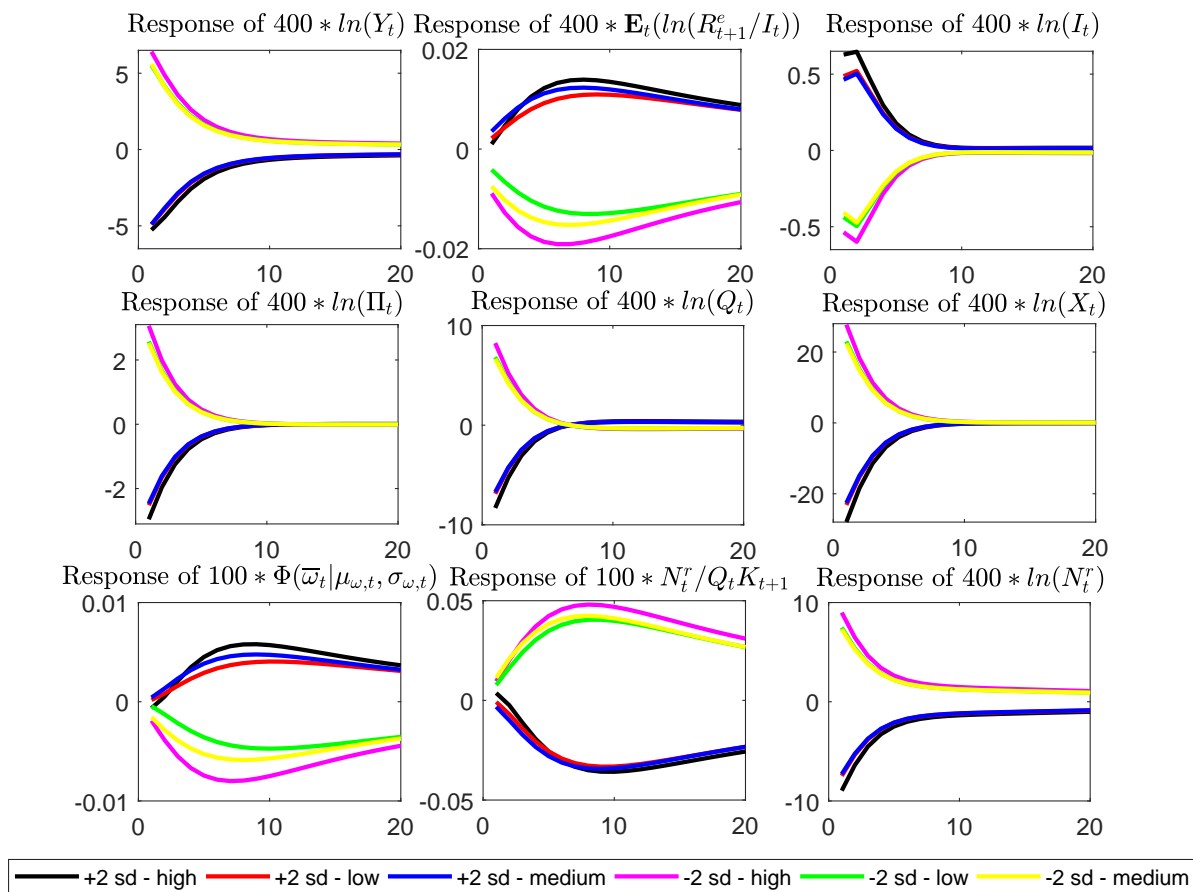 Response of 400 ∗ ln(Y_t)
Response of 400 ∗ E_t(ln(R^e_{t+1}/I_t))
Response of 400 ∗ ln(I_t)
5
0
-5
0 10 20
0.02
0
-0.02
0 10 20
0.5
0
-0.5
0 10 20
Response of 400 ∗ ln(Π_t)
Response of 400 ∗ ln(Q_t)
Response of 400 ∗ ln(X_t)
2
0
-2
0 10 20
10
0
-10
0 10 20
20
0
-20
0 10 20
Response of 100 ∗ Φ(ω̅_t|μ_{ω,t}, σ_{ω,t})
Response of 100 ∗ N^r_t/Q_tK_{t+1}
Response of 400 ∗ ln(N^r_t)
0.01
0
-0.01
0 10 20
0.05
0
-0.05
0 10 20
10
0
-10
0 10 20
+2 sd - high +2 sd - low +2 sd - medium -2 sd - high -2 sd - low -2 sd - medium